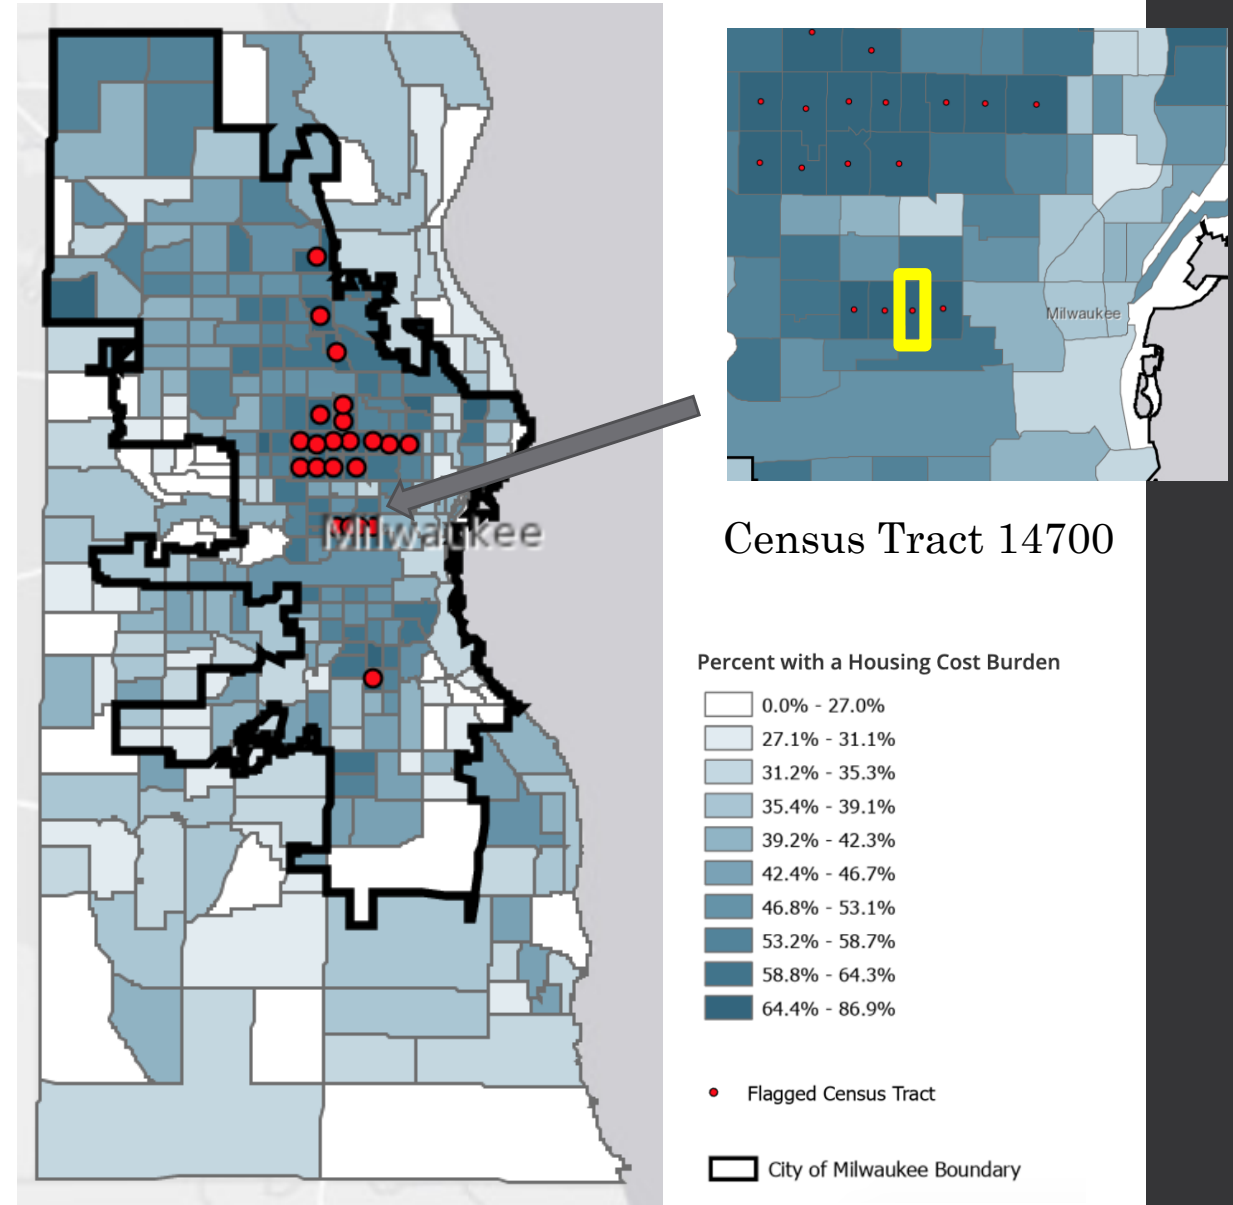 Milwaukee
Milwaukee
Census Tract 14700
Percent with a Housing Cost Burden
0.0% - 27.0%
27.1% - 31.1%
31.2% - 35.3%
35.4% - 39.1%
39.2% - 42.3%
42.4% - 46.7%
46.8% - 53.1%
53.2% - 58.7%
58.8% - 64.3%
64.4% - 86.9%
Flagged Census Tract
City of Milwaukee Boundary